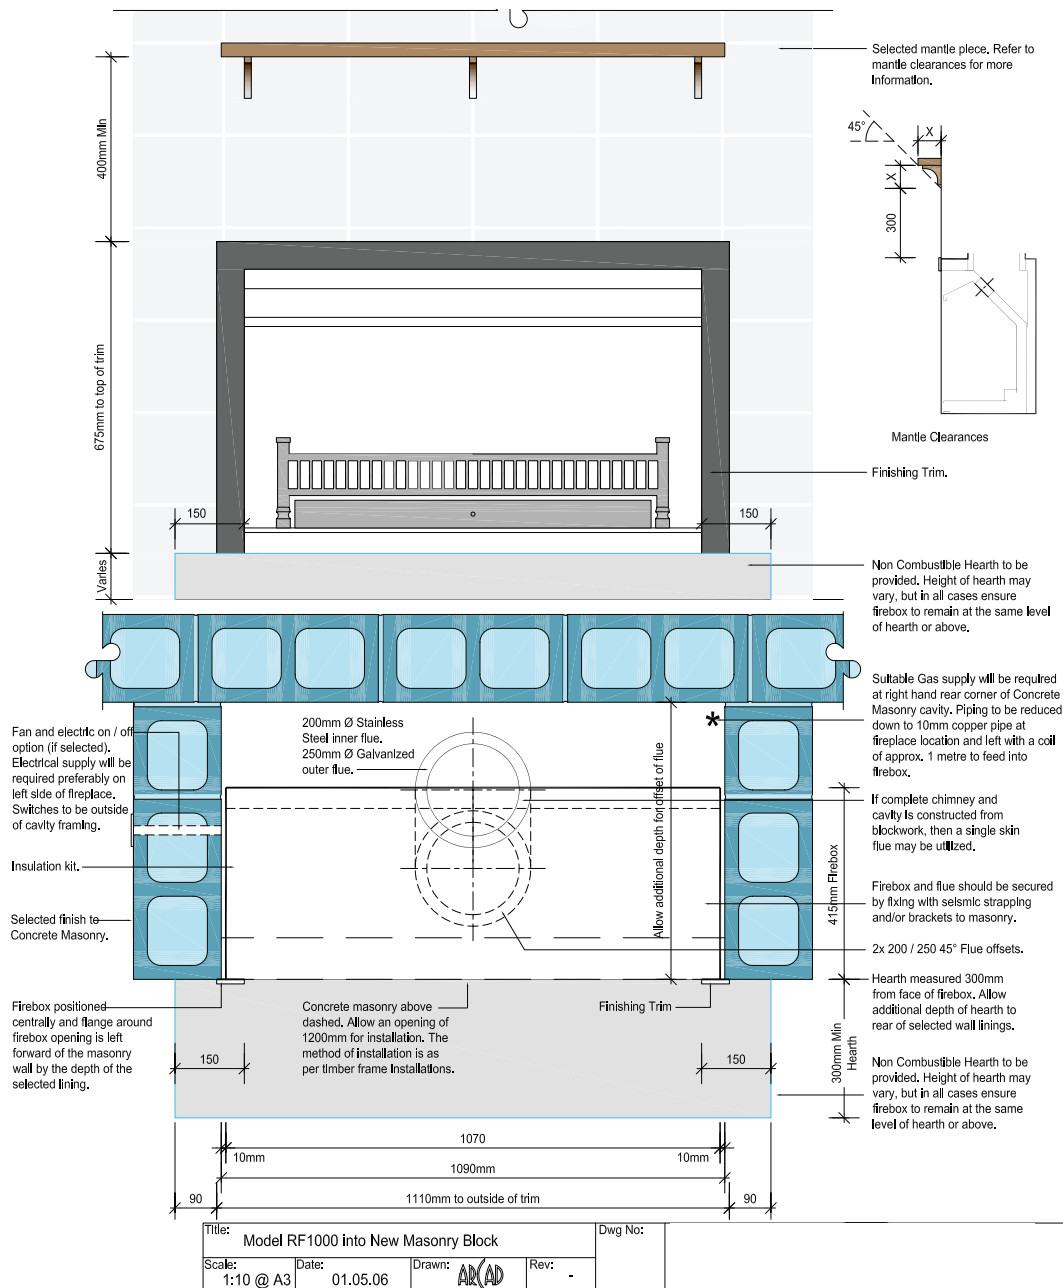 Selected mantle piece. Refer to
mantle clearances for more
information.
400mm Min
45°
X
X
300
Mantle Clearances
675mm to top of trim
Finishing Trim.
150
150
Varies
Non Combustible Hearth to be
provided. Height of hearth may
vary, but in all cases ensure
firebox to remain at the same level
of hearth or above.
Suitable Gas supply will be required
at right hand rear corner of Concrete
Masonry cavity. Piping to be reduced
down to 10mm copper pipe at
fireplace location and left with a coil
of approx. 1 metre to feed into
firebox.
*
200mm Ø Stainless
Steel inner flue.
250mm Ø Galvanized
outer flue.
Fan and electric on / off
option (if selected).
Electrical supply will be
required preferably on
left side of fireplace.
Switches to be outside
of cavity framing.
Allow additional depth for offset of flue
If complete chimney and
cavity is constructed from
blockwork, then a single skin
flue may be utilized.
Insulation kit.
415mm Firebox
Firebox and flue should be secured
by fixing with seismic strapping
and/or brackets to masonry.
Selected finish to
Concrete Masonry.
2x 200 / 250 45° Flue offsets.
Hearth measured 300mm
from face of firebox. Allow
additional depth of hearth to
rear of selected wall linings.
Firebox positioned
centrally and flange around
firebox opening is left
forward of the masonry
wall by the depth of the
selected lining.
Concrete masonry above
dashed. Allow an opening of
1200mm for installation. The
method of installation is as
per timber frame installations.
Finishing Trim
150
150
300mm Min
Hearth
Non Combustible Hearth to be
provided. Height of hearth may
vary, but in all cases ensure
firebox to remain at the same
level of hearth or above.
1070
10mm
10mm
1090mm
90
1110mm to outside of trim
90
Title:
Model RF1000 into New Masonry Block
Dwg No:
Scale:
1:10 @ A3
Date:
01.05.06
Drawn:
ARCAD
Rev:
-